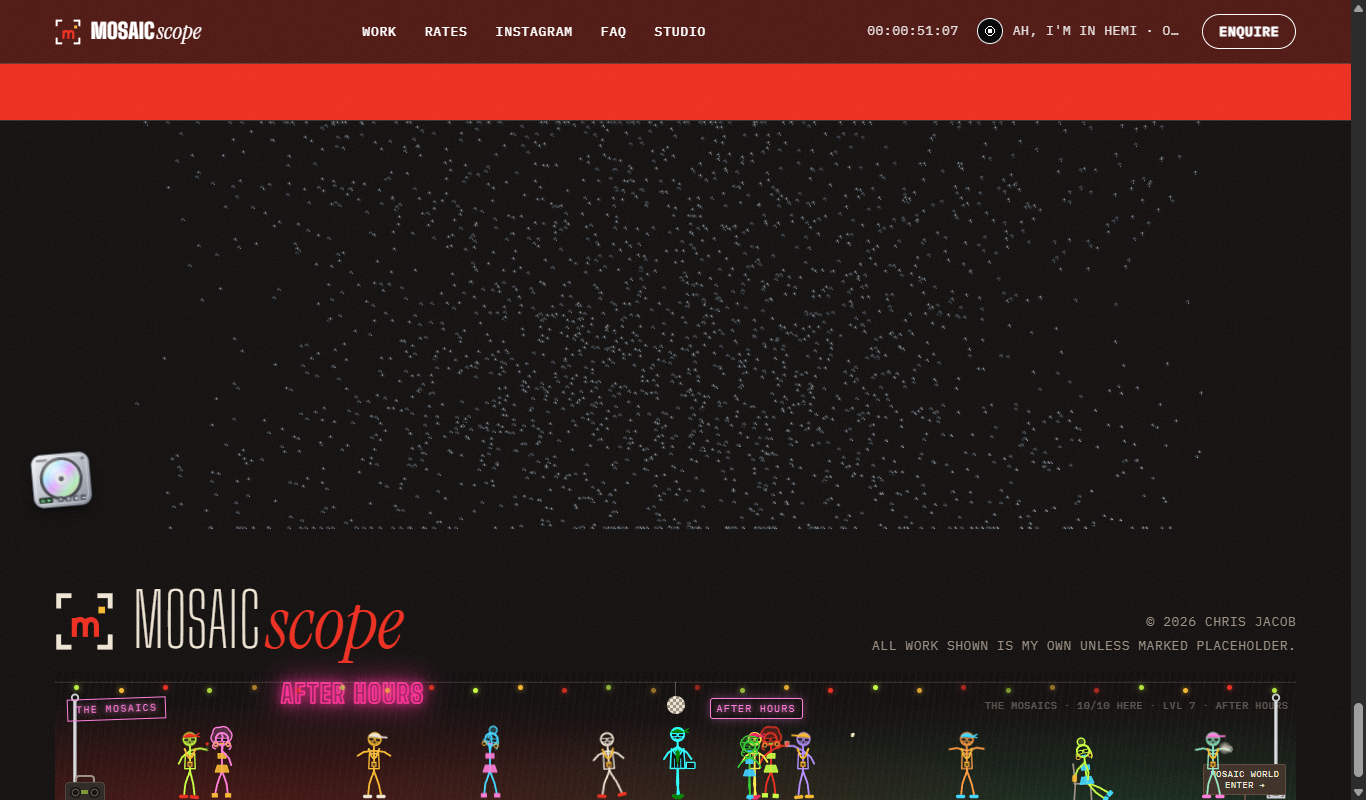 MOSAICscope
WORK RATES INSTAGRAM FAQ STUDIO
00:00:51:07
AH, I'M IN HEMI · O…
ENQUIRE
m MOSAICscope
© 2026 CHRIS JACOB
ALL WORK SHOWN IS MY OWN UNLESS MARKED PLACEHOLDER.
AFTER HOURS
THE MOSAICS
AFTER HOURS
THE MOSAICS · 10/10 HERE · LVL 7 · AFTER HOURS
MOSAIC WORLD
ENTER →